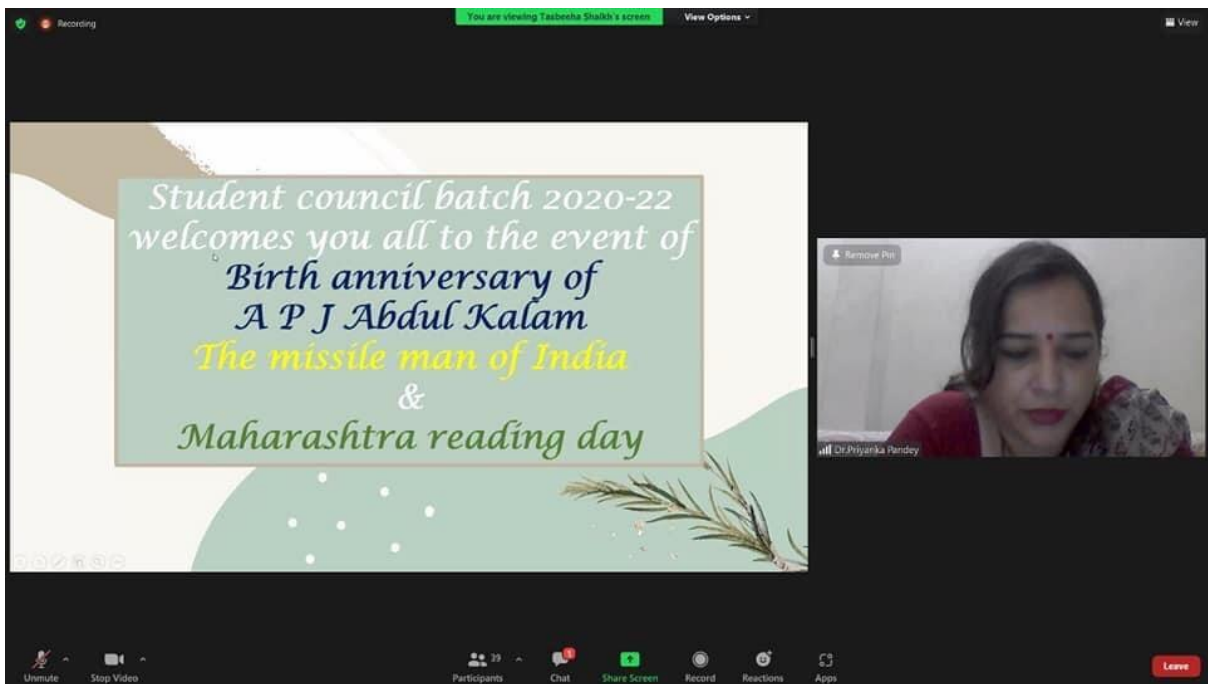 Recording
You are viewing Tasbeeha Shaikh's screen
View Options
View
Student council batch 2020-22
welcomes you all to the event of
Birth anniversary of
A P J Abdul Kalam
The missile man of India
&
Maharashtra reading day
Remove Pin
Dr.Priyanka Pandey
Unmute
Stop Video
39
Participants
Chat
Share Screen
Record
Reactions
Apps
Leave